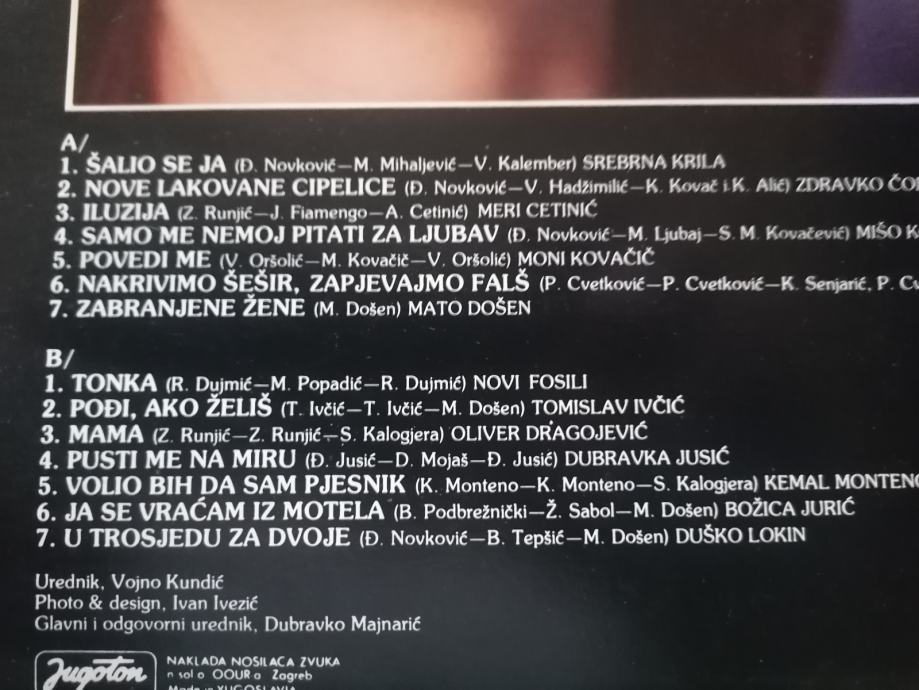 A/
1. ŠALIO SE JA (Đ. Novković—M. Mihaljević—V. Kalember) SREBRNA KRILA
2. NOVE LAKOVANE CIPELICE (Đ. Novković—V. Hadžimilić—K. Kovač i K. Alić) ZDRAVKO
3. ILUZIJA (Z. Runjić—J. Fiamengo—A. Cetinić) MERI CETINIĆ
4. SAMO ME NEMOJ PITATI ZA LJUBAV (Đ. Novković—M. Ljubaj—S. M. Kovačević) MIŠO
5. POVEDI ME (V. Oršolić—M. Kovačič—V. Oršolić) MONI KOVAČIČ
6. NAKRIVIMO ŠEŠIR, ZAPJEVAJMO FALŠ (P. Cvetković—P. Cvetković—K. Senjarić, P.
7. ZABRANJENE ŽENE (M. Došen) MATO DOŠEN
B/
1. TONKA (R. Dujmić—M. Popadić—R. Dujmić) NOVI FOSILI
2. POĐI, AKO ŽELIŠ (T. Ivčić—T. Ivčić—M. Došen) TOMISLAV IVČIĆ
3. MAMA (Z. Runjić—Z. Runjić—S. Kalogjera) OLIVER DRAGOJEVIĆ
4. PUSTI ME NA MIRU (Đ. Jusić—D. Mojaš—Đ. Jusić) DUBRAVKA JUSIĆ
5. VOLIO BIH DA SAM PJESNIK (K. Monteno—K. Monteno—S. Kalogjera) KEMAL
6. JA SE VRAĆAM IZ MOTELA (B. Podbrežnički—Ž. Sabol—M. Došen) BOŽICA JURIĆ
7. U TROSJEDU ZA DVOJE (Đ. Novković—B. Tepšić—M. Došen) DUŠKO LOKIN
Urednik, Vojno Kundić
Photo & design, Ivan Ivezić
Glavni i odgovorni urednik, Dubravko Majnarić
Jugoton
NAKLADA NOSILACA ZVUKA
n sol o OOUR a Zagreb
Made in YUGOSLAVIA